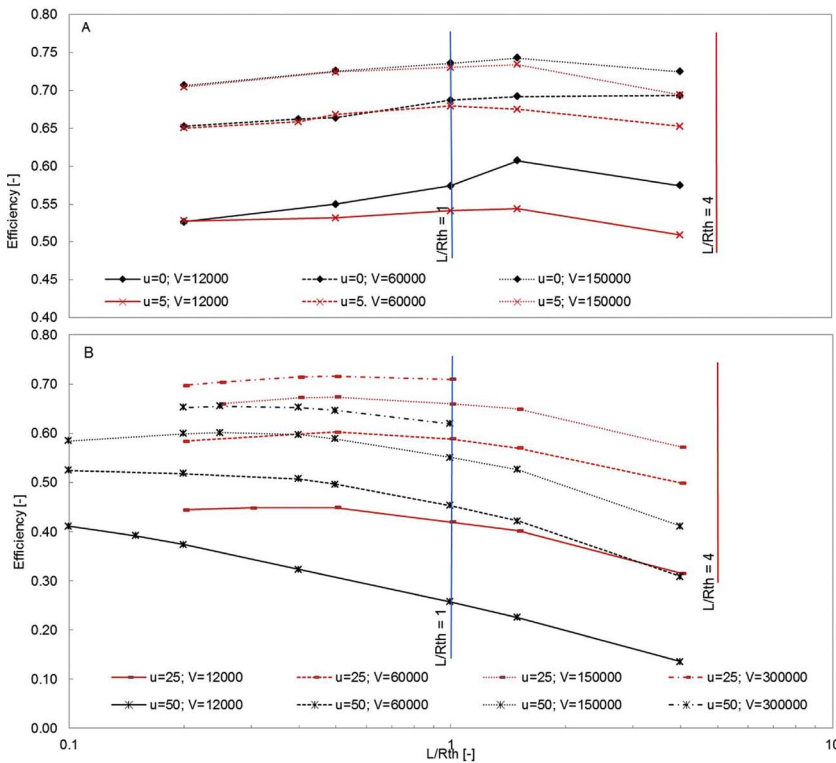 A
0.80
0.75
0.70
0.65
0.60
0.55
0.50
0.45
0.40
Efficiency [-]
L/Rth = 1
L/Rth = 4
u=0; V=12000
u=0; V=60000
u=0; V=150000
u=5; V=12000
u=5. V=60000
u=5; V=150000
B
0.80
0.70
0.60
0.50
0.40
0.30
0.20
0.10
0.00
Efficiency [-]
L/Rth = 1
L/Rth = 4
u=25; V=12000
u=25; V=60000
u=25; V=150000
u=25; V=300000
u=50; V=12000
u=50; V=60000
u=50; V=150000
u=50; V=300000
0.1
1
10
L/Rth [-]